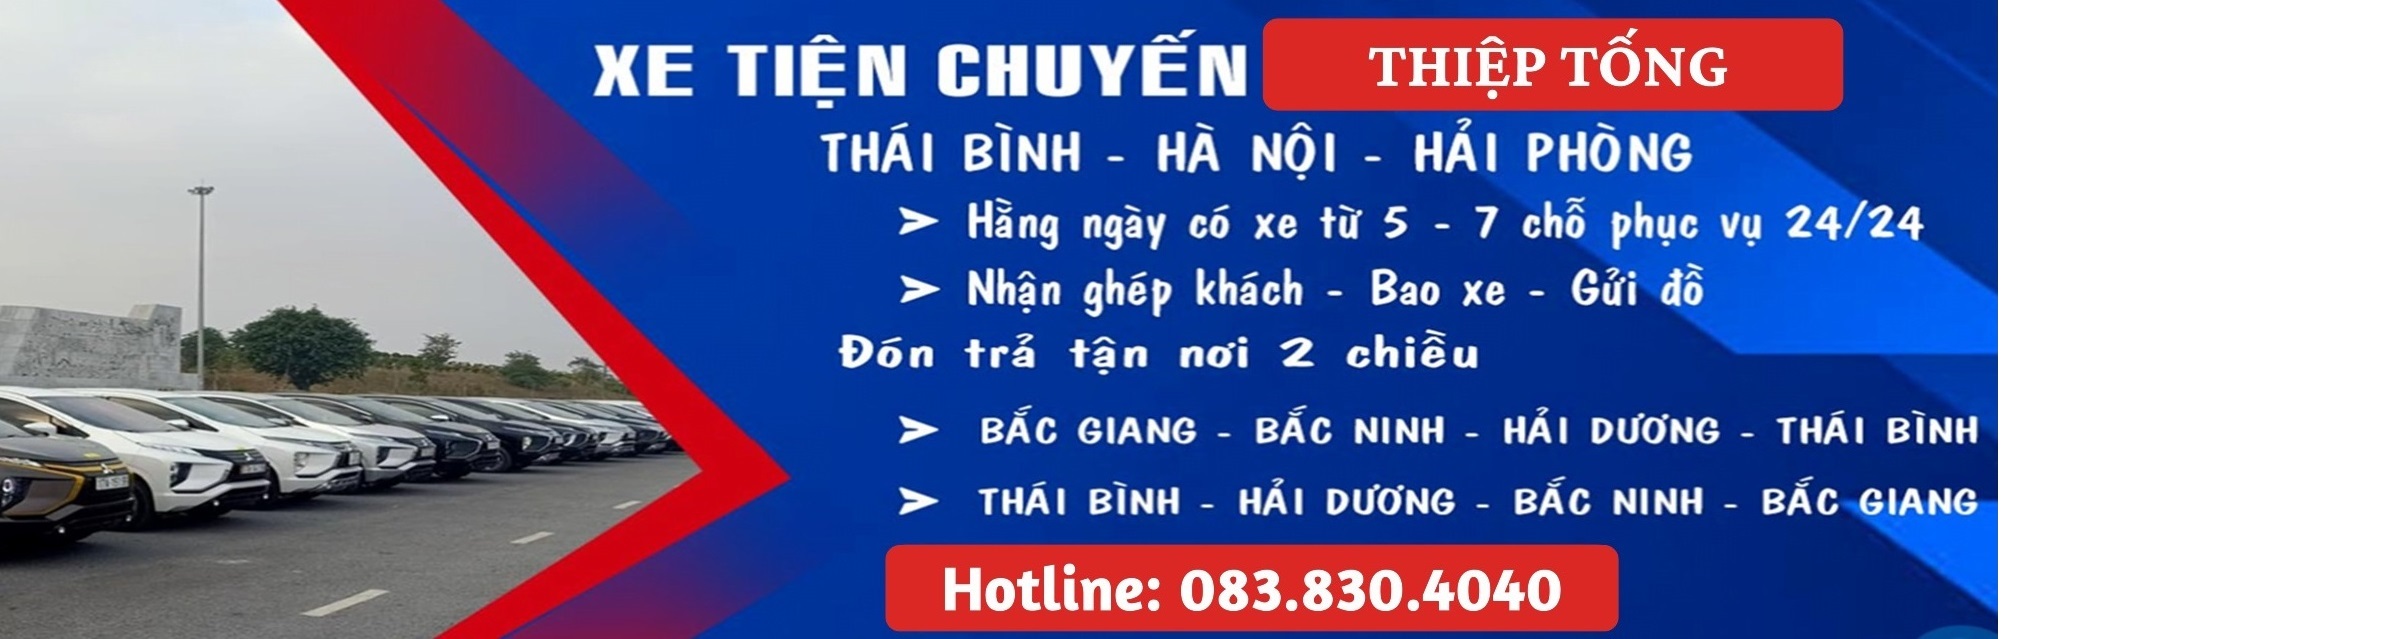 XE TIỆN CHUYẾN THIỆP TỐNG
THÁI BÌNH - HÀ NỘI - HẢI PHÒNG
➤ Hằng ngày có xe từ 5 - 7 chỗ phục vụ 24/24
➤ Nhận ghép khách - Bao xe - Gửi đồ
Đón trả tận nơi 2 chiều
➤ BẮC GIANG - BẮC NINH - HẢI DƯƠNG - THÁI BÌNH
➤ THÁI BÌNH - HẢI DƯƠNG - BẮC NINH - BẮC GIANG
Hotline: 083.830.4040